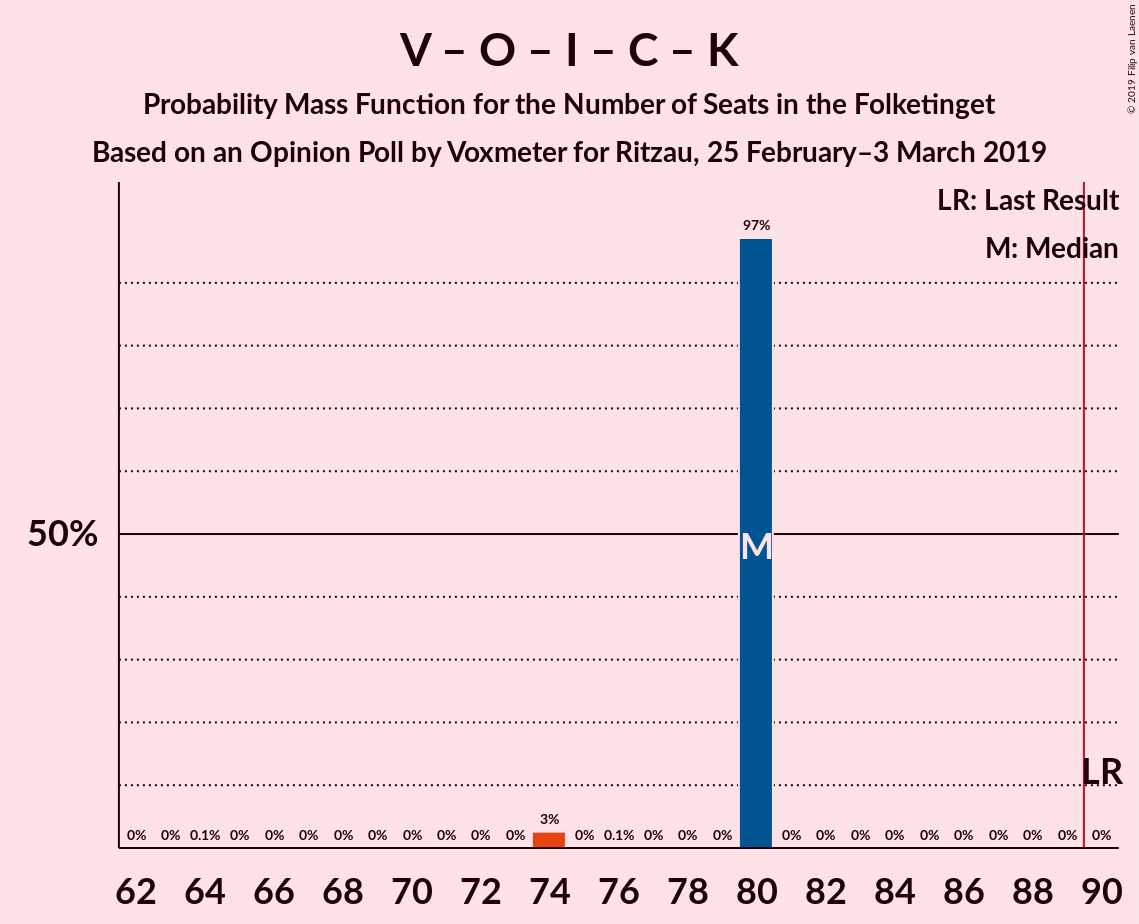 V – O – I – C – K
Probability Mass Function for the Number of Seats in the Folketinget
Based on an Opinion Poll by Voxmeter for Ritzau, 25 February–3 March 2019
© 2019 Filip van Laenen
LR: Last Result
M: Median
97%
50%
M
LR
3%
0% 0% 0.1% 0% 0% 0% 0% 0% 0% 0% 0% 0% 0% 0.1% 0% 0% 0% 0% 0% 0% 0% 0% 0% 0% 0% 0% 0%
62 64 66 68 70 72 74 76 78 80 82 84 86 88 90